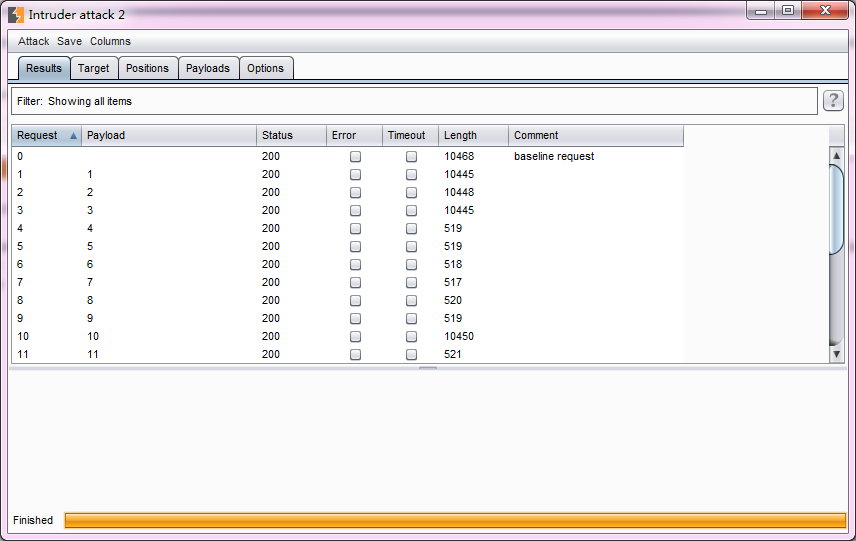 Intruder attack 2
Attack Save Columns
Results Target Positions Payloads Options
Filter: Showing all items ?
Request Payload Status Error Timeout Length Comment
0 200 10468 baseline request
1 1 200 10445
2 2 200 10448
3 3 200 10445
4 4 200 519
5 5 200 519
6 6 200 518
7 7 200 517
8 8 200 520
9 9 200 519
10 10 200 10450
11 11 200 521
Finished